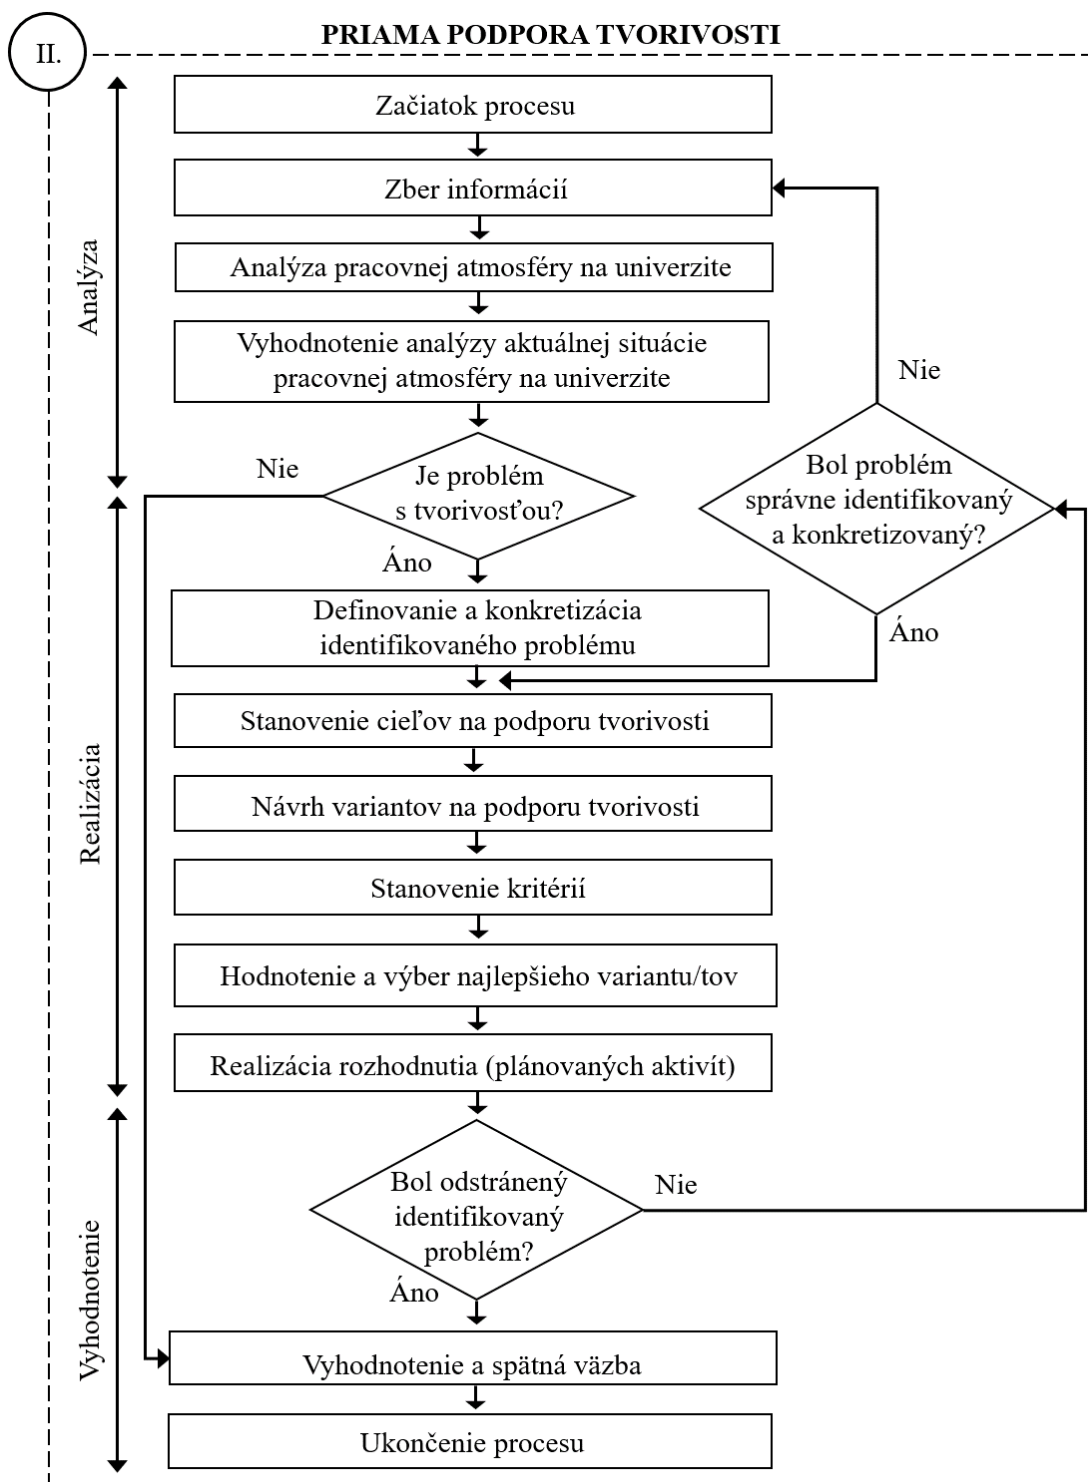 II.
PRIAMA PODPORA TVORIVOSTI
Analýza
Začiatok procesu
Zber informácií
Analýza pracovnej atmosféry na univerzite
Vyhodnotenie analýzy aktuálnej situácie
pracovnej atmosféry na univerzite
Nie
Je problém
s tvorivosťou?
Áno
Nie
Bol problém
správne identifikovaný
a konkretizovaný?
Áno
Realizácia
Definovanie a konkretizácia
identifikovaného problému
Stanovenie cieľov na podporu tvorivosti
Návrh variantov na podporu tvorivosti
Stanovenie kritérií
Hodnotenie a výber najlepšieho variantu/tov
Realizácia rozhodnutia (plánovaných aktivít)
Vyhodnotenie
Bol odstránený
identifikovaný
problém?
Nie
Áno
Vyhodnotenie a spätná väzba
Ukončenie procesu